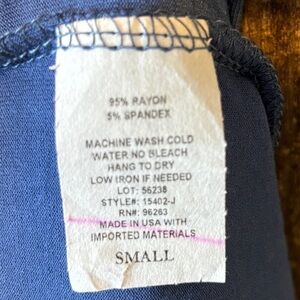 95% RAYON
5% SPANDEX
MACHINE WASH COLD
WATER NO BLEACH
HANG TO DRY
LOW IRON IF NEEDED
LOT: 56238
STYLE#: 15402-J
RN#: 96263
MADE IN USA WITH
IMPORTED MATERIALS
SMALL